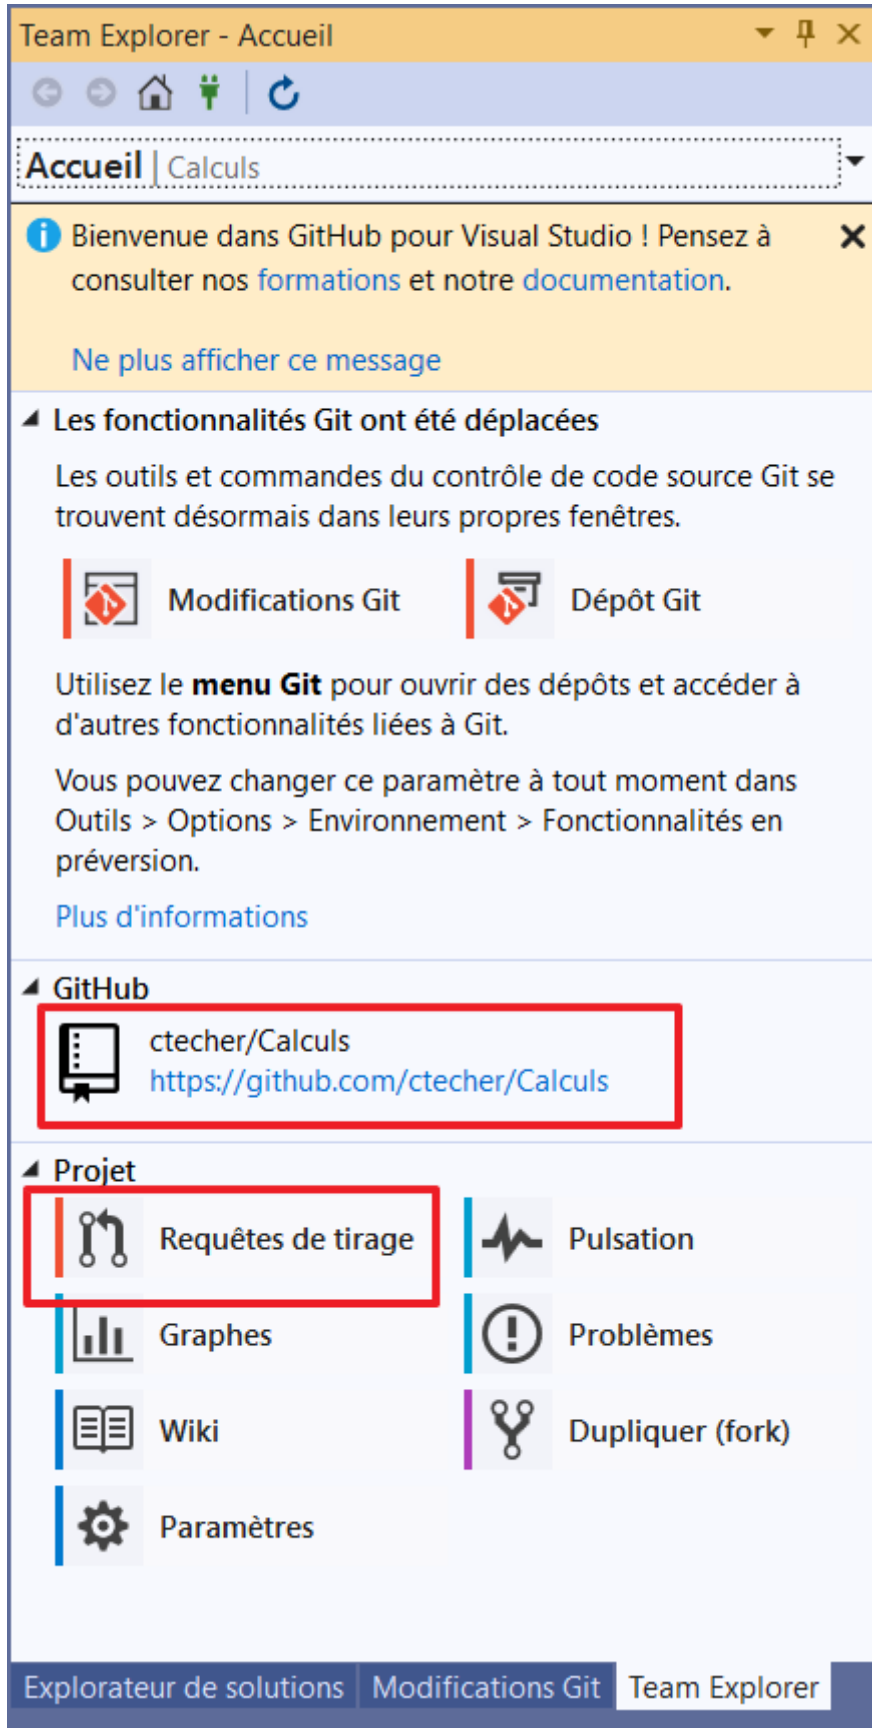 Team Explorer - Accueil
Accueil | Calculs
Bienvenue dans GitHub pour Visual Studio ! Pensez à
consulter nos formations et notre documentation.
Ne plus afficher ce message
Les fonctionnalités Git ont été déplacées
Les outils et commandes du contrôle de code source Git se
trouvent désormais dans leurs propres fenêtres.
Modifications Git
Dépôt Git
Utilisez le menu Git pour ouvrir des dépôts et accéder à
d'autres fonctionnalités liées à Git.
Vous pouvez changer ce paramètre à tout moment dans
Outils > Options > Environnement > Fonctionnalités en
préversion.
Plus d'informations
GitHub
ctecher/Calculs
https://github.com/ctecher/Calculs
Projet
Requêtes de tirage
Pulsation
Graphes
Problèmes
Wiki
Dupliquer (fork)
Paramètres
Explorateur de solutions
Modifications Git
Team Explorer